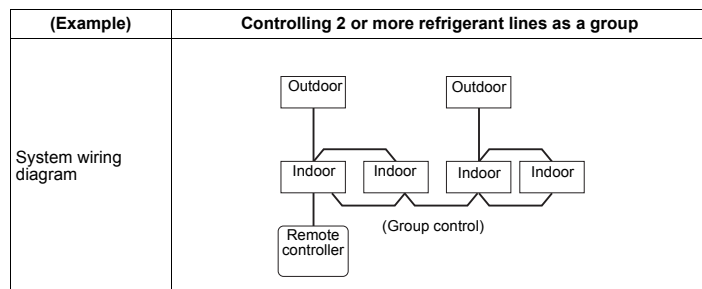 (Example)
Controlling 2 or more refrigerant lines as a group
System wiring
diagram
Outdoor
Outdoor
Indoor
Indoor
Indoor
Indoor
(Group control)
Remote
controller